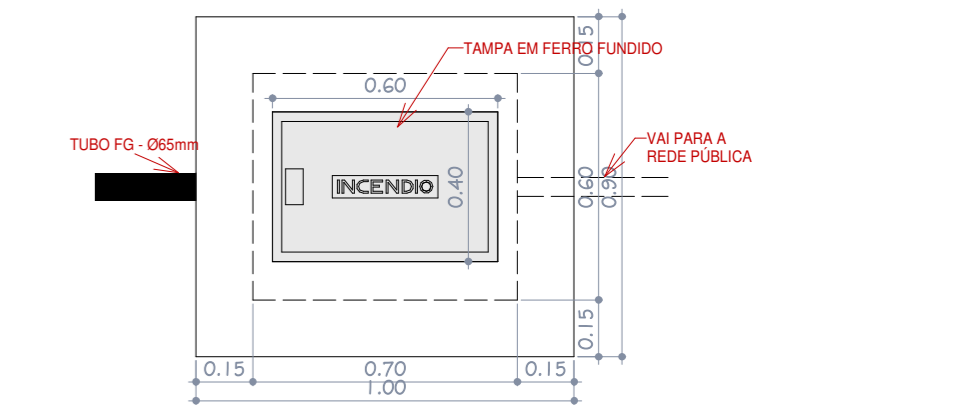 0.15
TAMPA EM FERRO FUNDIDO
0.60
TUBO FG - Ø65mm
VAI PARA A
REDE PÚBLICA
INCENDIO
0.40
0.60
0.90
0.15
0.15
0.70
0.15
1.00